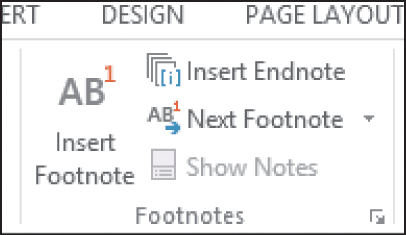 ERT DESIGN PAGE LAYOUT
AB1
Insert
Footnote
[i] Insert Endnote
AB1 Next Footnote
Show Notes
Footnotes